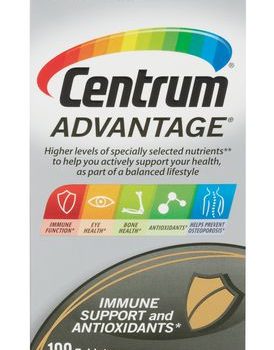 Centrum
ADVANTAGE®
Higher levels of specially selected nutrients**
to help you actively support your health,
as part of a balanced lifestyle
IMMUNE FUNCTION* EYE HEALTH* BONE HEALTH* ANTIOXIDANTS* HELPS PREVENT OSTEOPOROSIS*
IMMUNE
SUPPORT and
ANTIOXIDANTS*
100